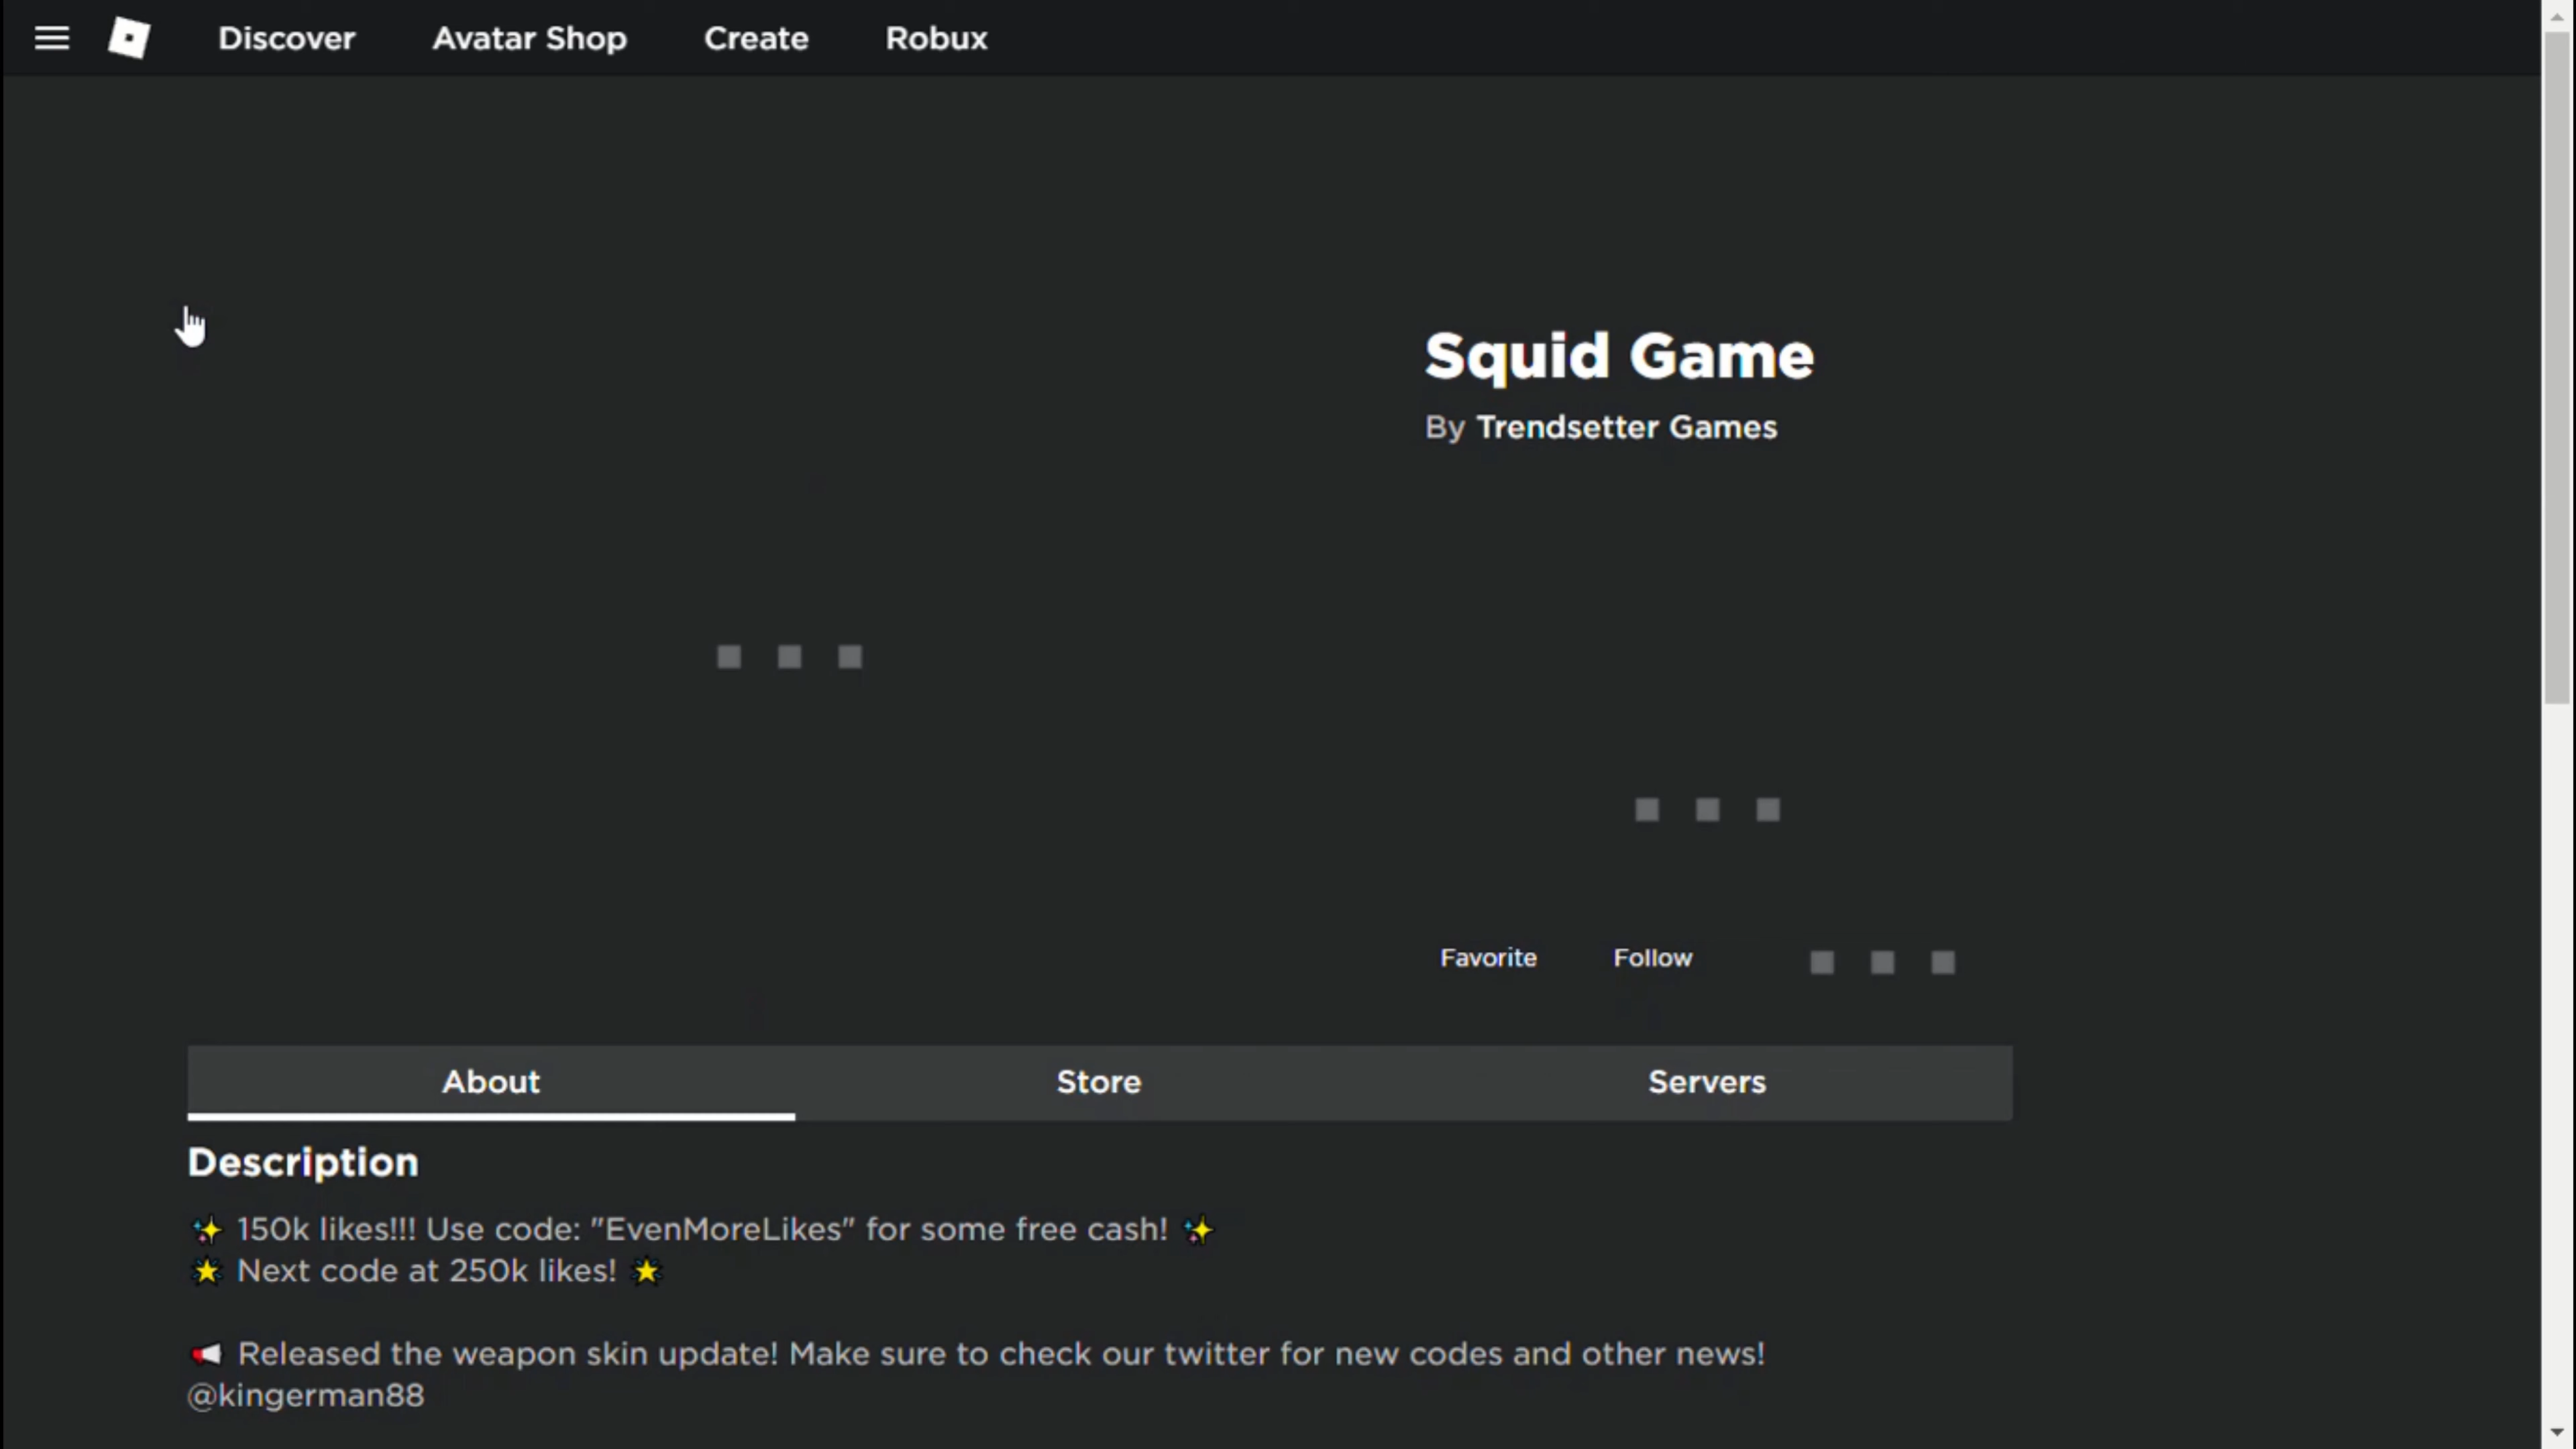 Discover Avatar Shop Create Robux
Squid Game
By Trendsetter Games
Favorite Follow
About Store Servers
Description
✨ 150k likes!!! Use code: "EvenMoreLikes" for some free cash! ✨
🌟 Next code at 250k likes! 🌟
📢 Released the weapon skin update! Make sure to check our twitter for new codes and other news!
@kingerman88